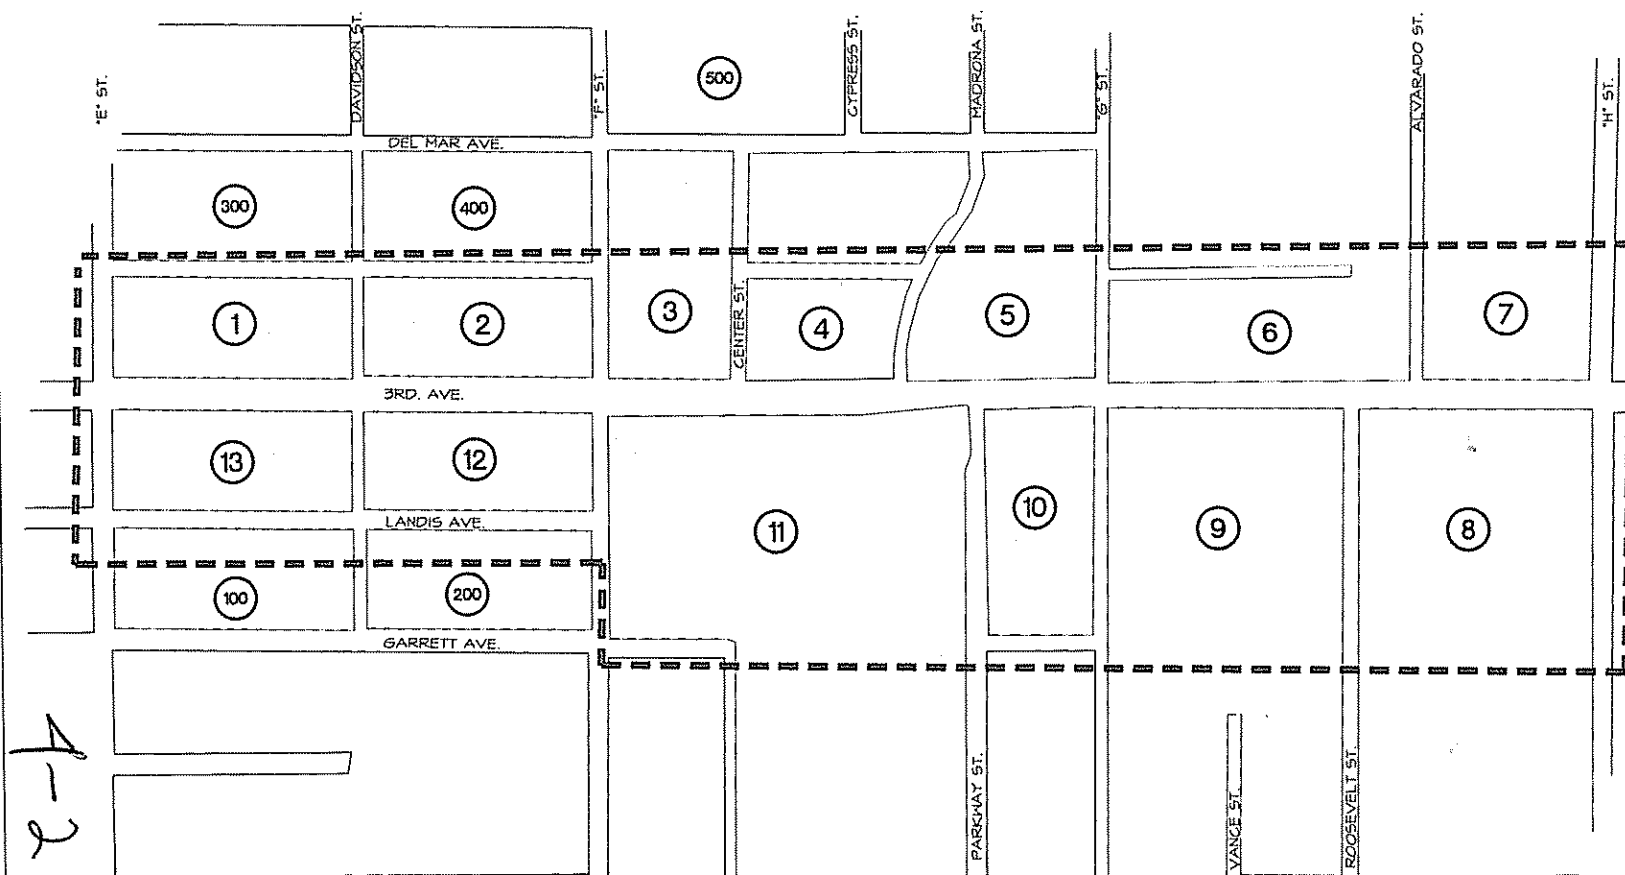 "E" ST.
DAVIDSON ST.
"F" ST.
500
CYPRESS ST.
MADRONA ST.
"G" ST.
ALVARADO ST.
"H" ST.
DEL MAR AVE.
300
400
1
2
3
CENTER ST.
4
5
6
7
3RD. AVE.
13
12
11
10
9
8
LANDIS AVE.
100
200
GARRETT AVE.
4-2
PARKWAY ST.
VANCE ST.
ROOSEVELT ST.